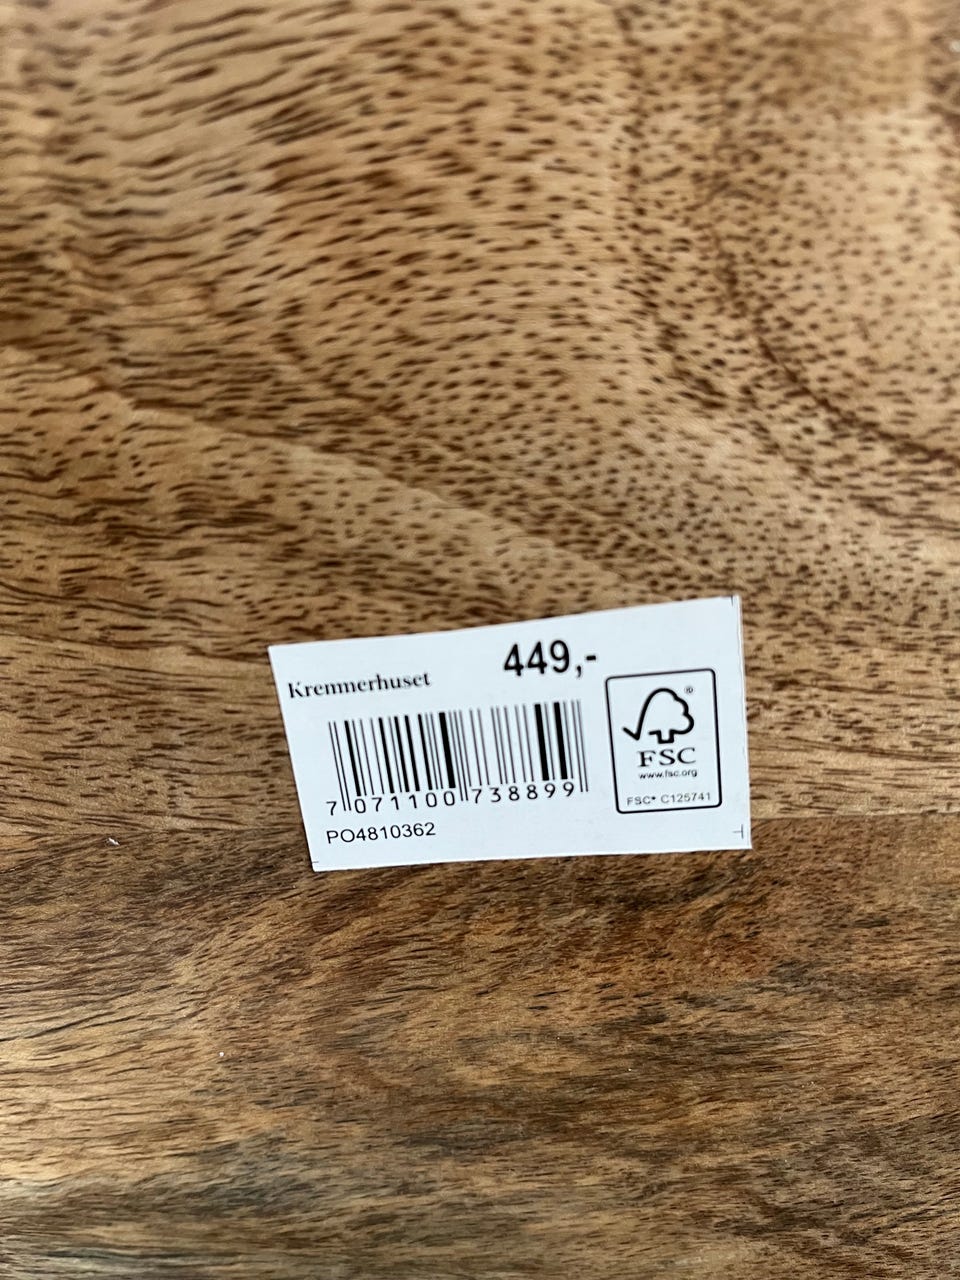 449,-
Kremmerhuset
7 071100 738899
PO4810362
®
FSC
www.fsc.org
FSC® C125741